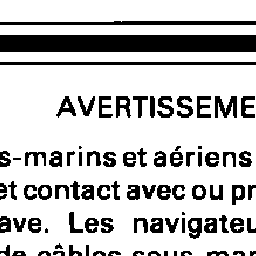 AVERTISSEME
s-marins et aériens
et contact avec ou pr
ave. Les navigateu
de câbles sous-mar